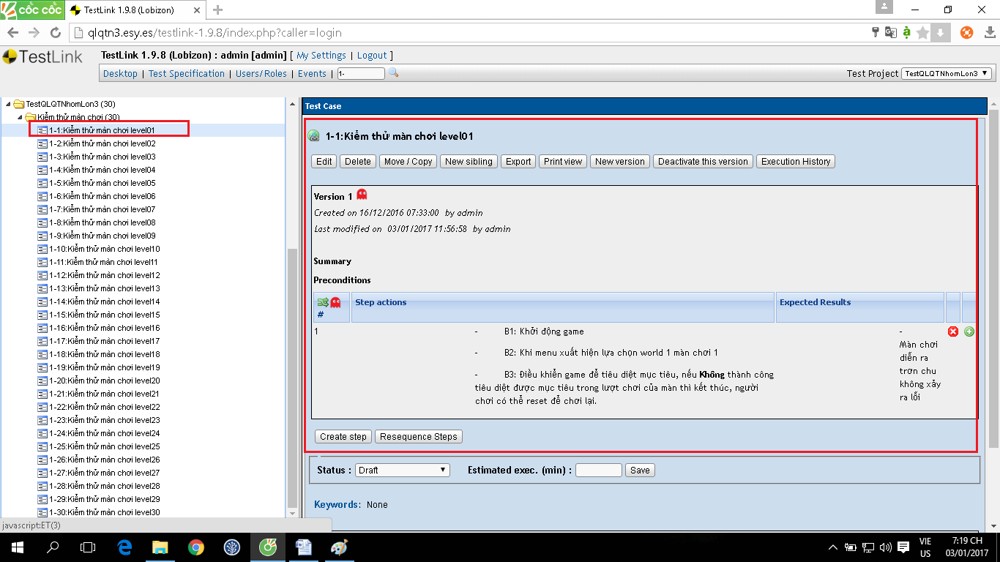 CỐC CỐC
TestLink 1.9.8 (Lobizon)
qlqtn3.esy.es/testlink-1.9.8/index.php?caller=login
TestLink
TestLink 1.9.8 (Lobizon) : admin [admin] [ My Settings | Logout ]
Desktop | Test Specification | Users/Roles | Events | 1-
Test Project TestQLQTNhomLon3
TestQLQTNhomLon3 (30)
Kiểm thử màn chơi (30)
1-1:Kiểm thử màn chơi level01
1-2:Kiểm thử màn chơi level02
1-3:Kiểm thử màn chơi level03
1-4:Kiểm thử màn chơi level04
1-5:Kiểm thử màn chơi level05
1-6:Kiểm thử màn chơi level06
1-7:Kiểm thử màn chơi level07
1-8:Kiểm thử màn chơi level08
1-9:Kiểm thử màn chơi level09
1-10:Kiểm thử màn chơi level10
1-11:Kiểm thử màn chơi level11
1-12:Kiểm thử màn chơi level12
1-13:Kiểm thử màn chơi level13
1-14:Kiểm thử màn chơi level14
1-15:Kiểm thử màn chơi level15
1-16:Kiểm thử màn chơi level16
1-17:Kiểm thử màn chơi level17
1-18:Kiểm thử màn chơi level18
1-19:Kiểm thử màn chơi level19
1-20:Kiểm thử màn chơi level20
1-21:Kiểm thử màn chơi level21
1-22:Kiểm thử màn chơi level22
1-23:Kiểm thử màn chơi level23
1-24:Kiểm thử màn chơi level24
1-25:Kiểm thử màn chơi level25
1-26:Kiểm thử màn chơi level26
1-27:Kiểm thử màn chơi level27
1-28:Kiểm thử màn chơi level28
1-29:Kiểm thử màn chơi level29
1-30:Kiểm thử màn chơi level30
javascript:ET(3)
Test Case
1-1:Kiểm thử màn chơi level01
Edit Delete Move / Copy New sibling Export Print view New version Deactivate this version Execution History
Version 1
Created on 16/12/2016 07:33:00 by admin
Last modified on 03/01/2017 11:56:58 by admin
Summary
Preconditions
# Step actions Expected Results
1
- B1: Khởi động game
- B2: Khi menu xuất hiện lựa chọn world 1 màn chơi 1
- B3: Điều khiển game để tiêu diệt mục tiêu, nếu Không thành công
tiêu diệt được mục tiêu trong lượt chơi của màn thì kết thúc, người
chơi có thể reset để chơi lại.
-
Màn chơi
diễn ra
trơn chu
không xảy
ra lỗi
Create step Resequence Steps
Status : Draft Estimated exec. (min) : Save
Keywords: None
VIE
US
7:19 CH
03/01/2017